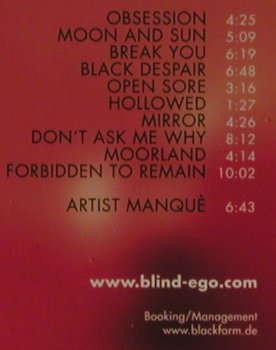 OBSESSION 4:25
MOON AND SUN 5:09
BREAK YOU 6:19
BLACK DESPAIR 6:48
OPEN SORE 3:16
HOLLOWED 1:27
MIRROR 4:26
DON'T ASK ME WHY 8:12
MOORLAND 4:14
FORBIDDEN TO REMAIN 10:02
ARTIST MANQUÈ 6:43
www.blind-ego.com
Booking/Management
www.blackfarm.de